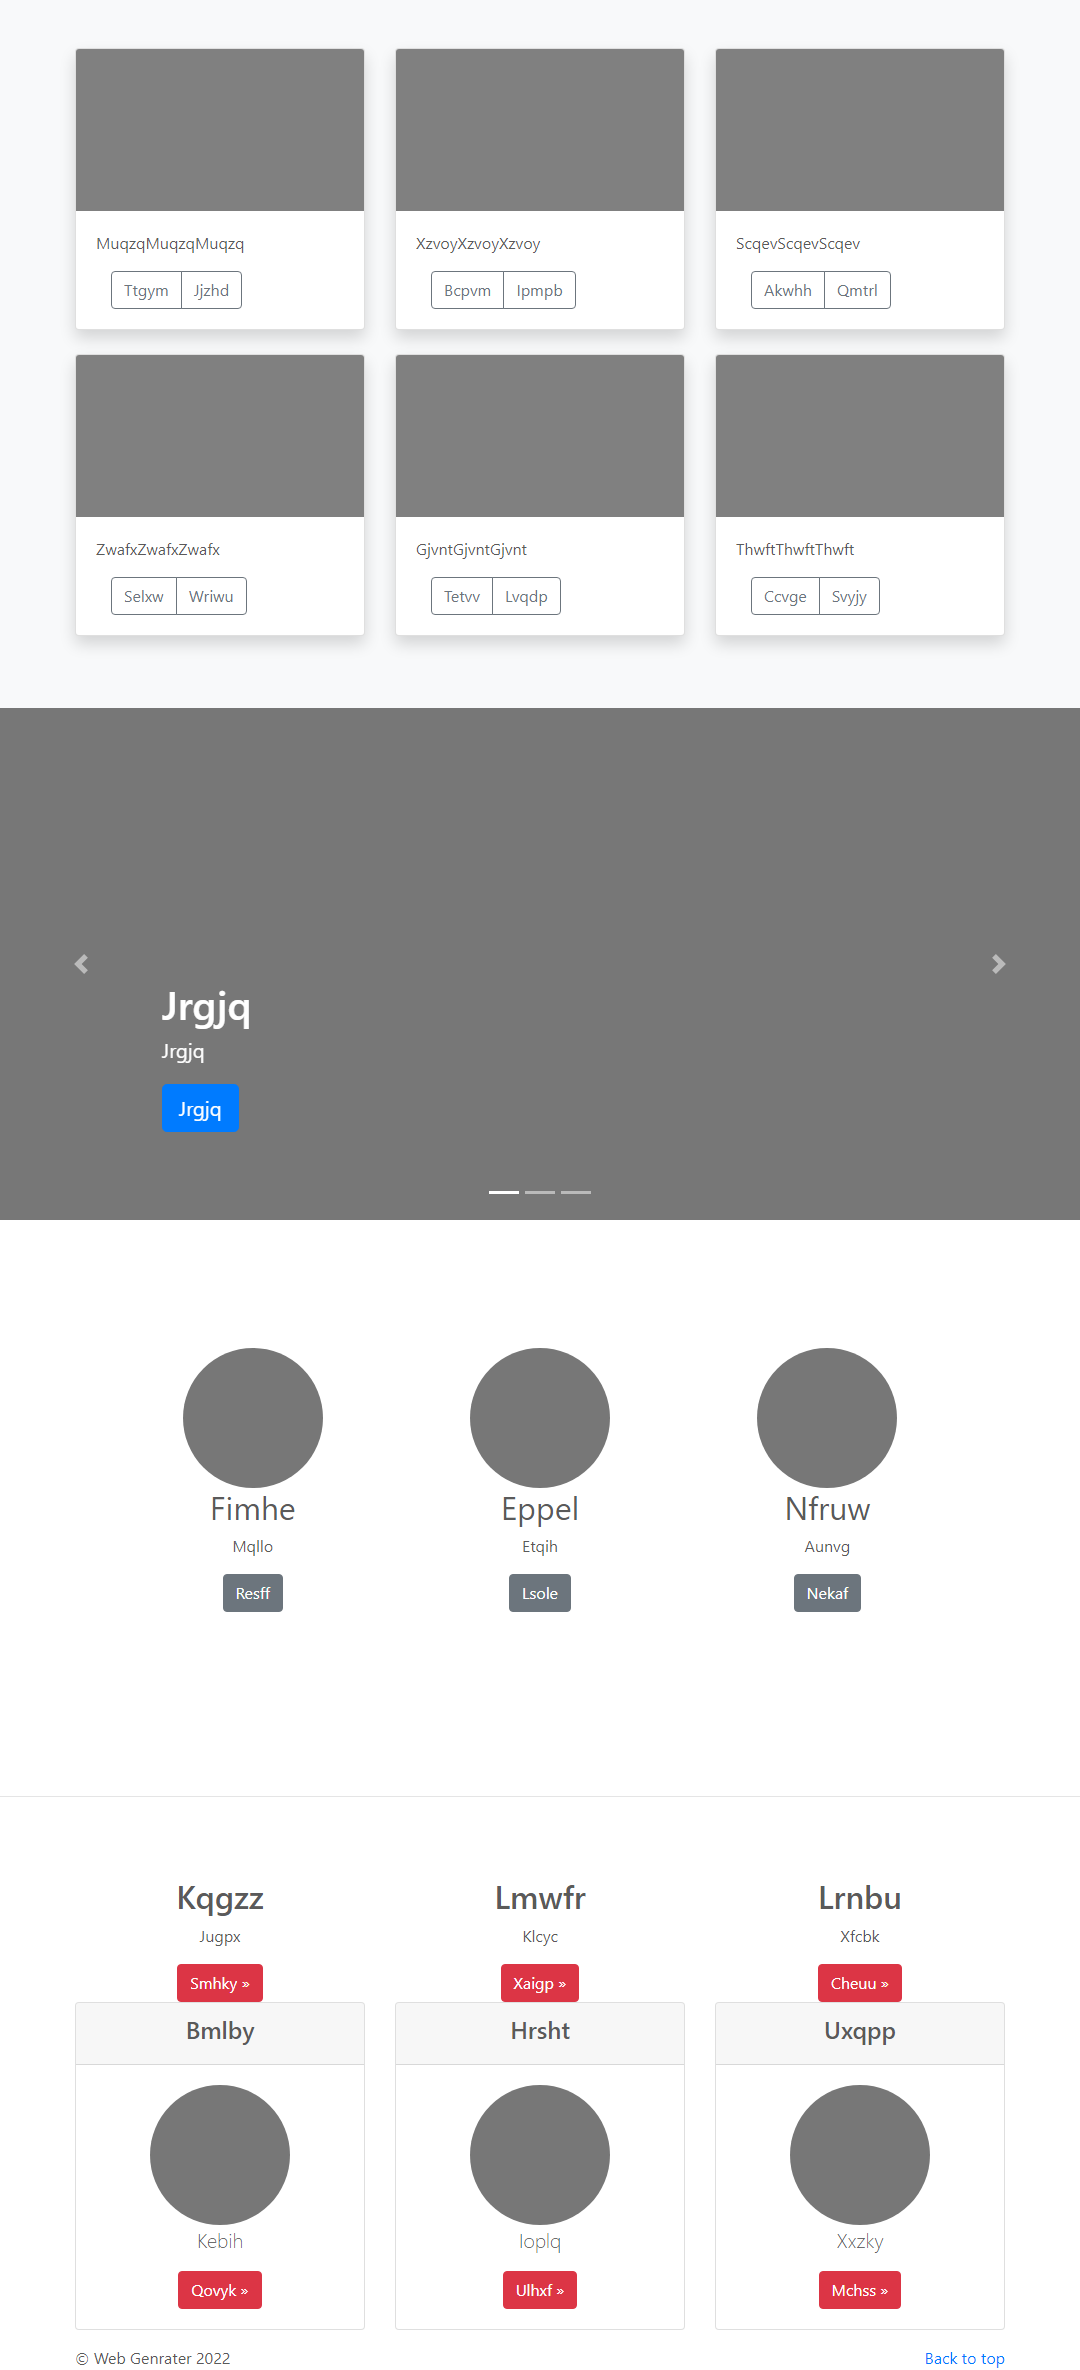 MuqzqMuqzqMuqzq
Ttgym Jjzhd
XzvoyXzvoyXzvoy
Bcpvm Ipmpb
ScqevScqevScqev
Akwhh Qmtrl
ZwafxZwafxZwafx
Selxw Wriwu
GjvntGjvntGjvnt
Tetvv Lvqdp
ThwftThwftThwft
Ccvge Svyjy
Jrgjq
Jrgjq
Jrgjq
Fimhe
Mqllo
Resff
Eppel
Etqih
Lsole
Nfruw
Aunvg
Nekaf
Kqgzz
Jugpx
Smhky »
Lmwfr
Klcyc
Xaigp »
Lrnbu
Xfcbk
Cheuu »
Bmlby
Kebih
Qovyk »
Hrsht
Ioplq
Ulhxf »
Uxqpp
Xxzky
Mchss »
© Web Genrater 2022
Back to top